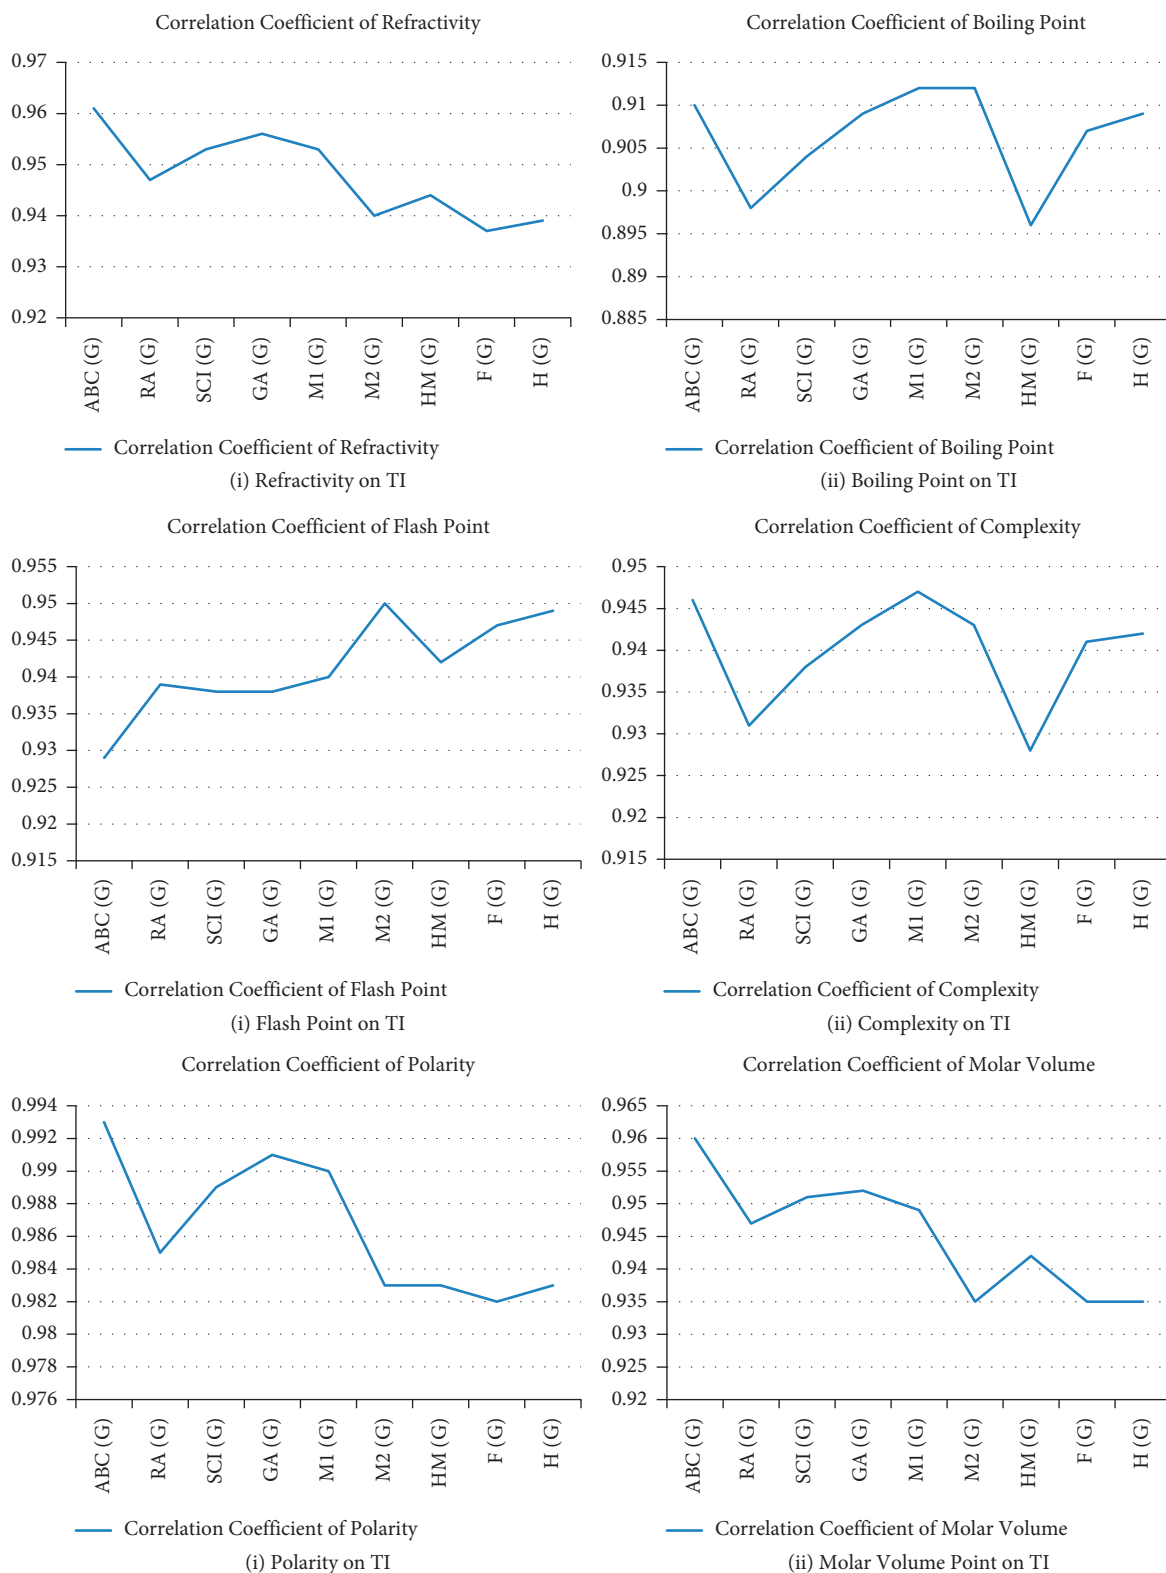 Correlation Coefficient of Refractivity
0.97
0.96
0.95
0.94
0.93
0.92
ABC (G)
RA (G)
SCI (G)
GA (G)
M1 (G)
M2 (G)
HM (G)
F (G)
H (G)
Correlation Coefficient of Refractivity
(i) Refractivity on TI
Correlation Coefficient of Boiling Point
0.915
0.91
0.905
0.9
0.895
0.89
0.885
ABC (G)
RA (G)
SCI (G)
GA (G)
M1 (G)
M2 (G)
HM (G)
F (G)
H (G)
Correlation Coefficient of Boiling Point
(ii) Boiling Point on TI
Correlation Coefficient of Flash Point
0.955
0.95
0.945
0.94
0.935
0.93
0.925
0.92
0.915
ABC (G)
RA (G)
SCI (G)
GA (G)
M1 (G)
M2 (G)
HM (G)
F (G)
H (G)
Correlation Coefficient of Flash Point
(i) Flash Point on TI
Correlation Coefficient of Complexity
0.95
0.945
0.94
0.935
0.93
0.925
0.92
0.915
ABC (G)
RA (G)
SCI (G)
GA (G)
M1 (G)
M2 (G)
HM (G)
F (G)
H (G)
Correlation Coefficient of Complexity
(ii) Complexity on TI
Correlation Coefficient of Polarity
0.994
0.992
0.99
0.988
0.986
0.984
0.982
0.98
0.978
0.976
ABC (G)
RA (G)
SCI (G)
GA (G)
M1 (G)
M2 (G)
HM (G)
F (G)
H (G)
Correlation Coefficient of Polarity
(i) Polarity on TI
Correlation Coefficient of Molar Volume
0.965
0.96
0.955
0.95
0.945
0.94
0.935
0.93
0.925
0.92
ABC (G)
RA (G)
SCI (G)
GA (G)
M1 (G)
M2 (G)
HM (G)
F (G)
H (G)
Correlation Coefficient of Molar Volume
(ii) Molar Volume Point on TI